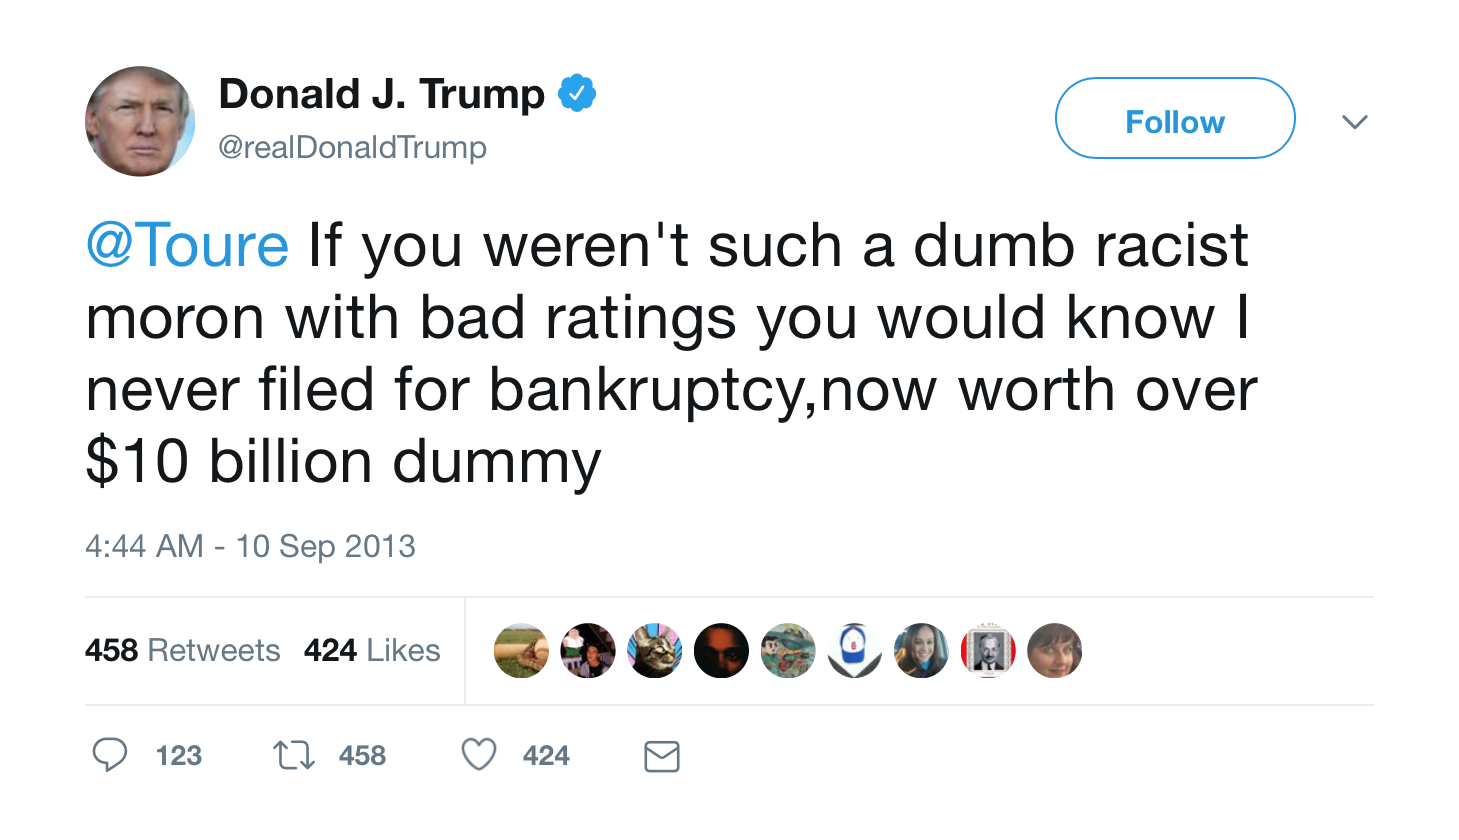 Donald J. Trump
@realDonaldTrump
Follow
@Toure If you weren't such a dumb racist
moron with bad ratings you would know I
never filed for bankruptcy,now worth over
$10 billion dummy
4:44 AM - 10 Sep 2013
458 Retweets 424 Likes
123 458 424